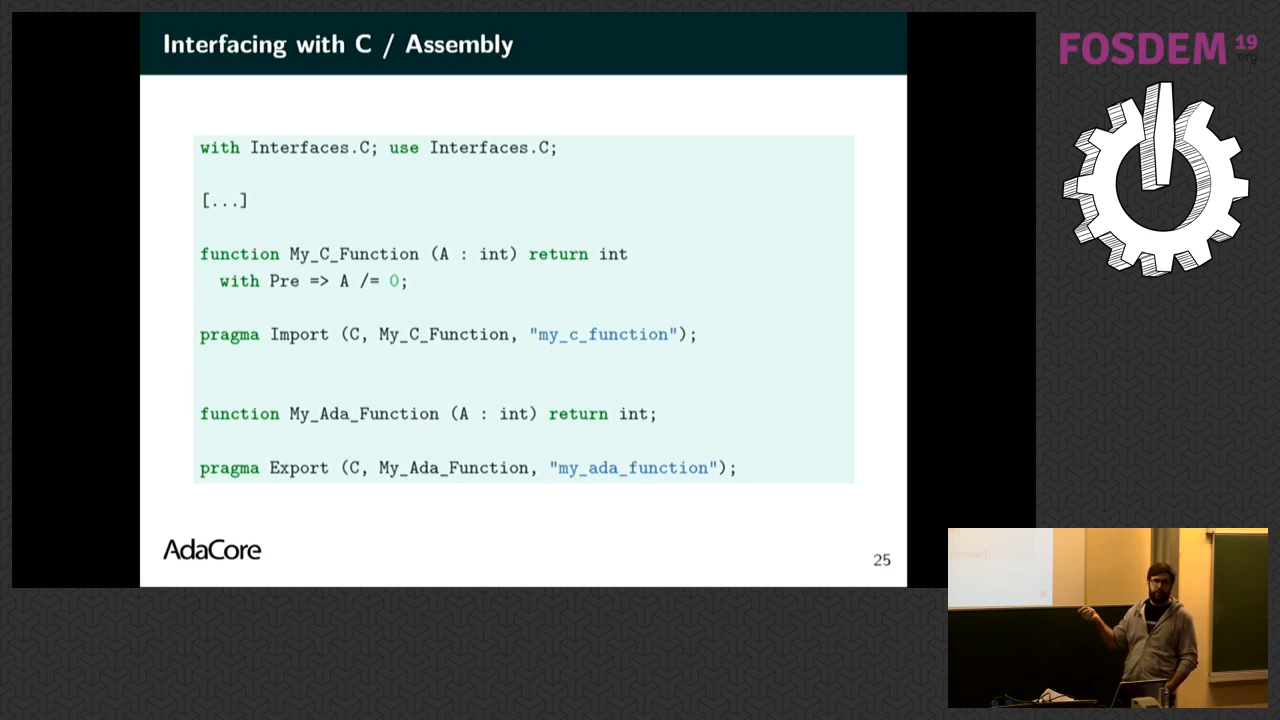 Interfacing with C / Assembly
FOSDEM 19
.org
with Interfaces.C; use Interfaces.C;
[...]
function My_C_Function (A : int) return int
with Pre => A /= 0;
pragma Import (C, My_C_Function, "my_c_function");
function My_Ada_Function (A : int) return int;
pragma Export (C, My_Ada_Function, "my_ada_function");
AdaCore
25